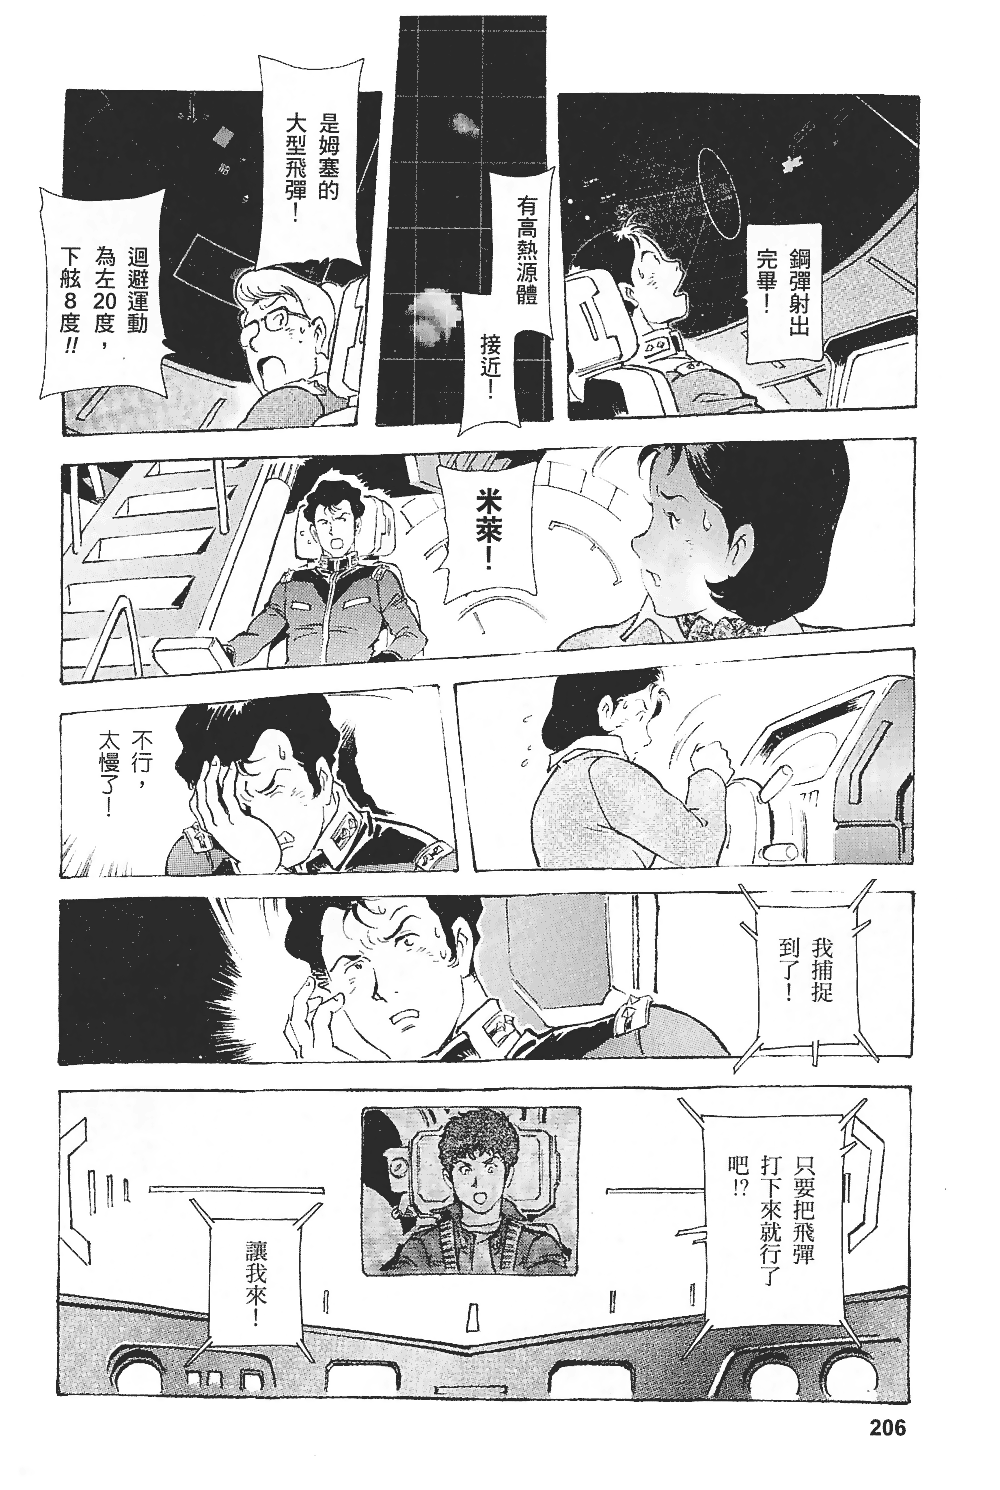 鋼彈射出
完畢！
有高熱源體
接近！
是姆塞的
大型飛彈！
迴避運動
為左20度，
下舷8度!!
米萊！
不行，
太慢了！
我捕捉
到了！
只要把飛彈
打下來就行了
吧!?
讓我來！
206